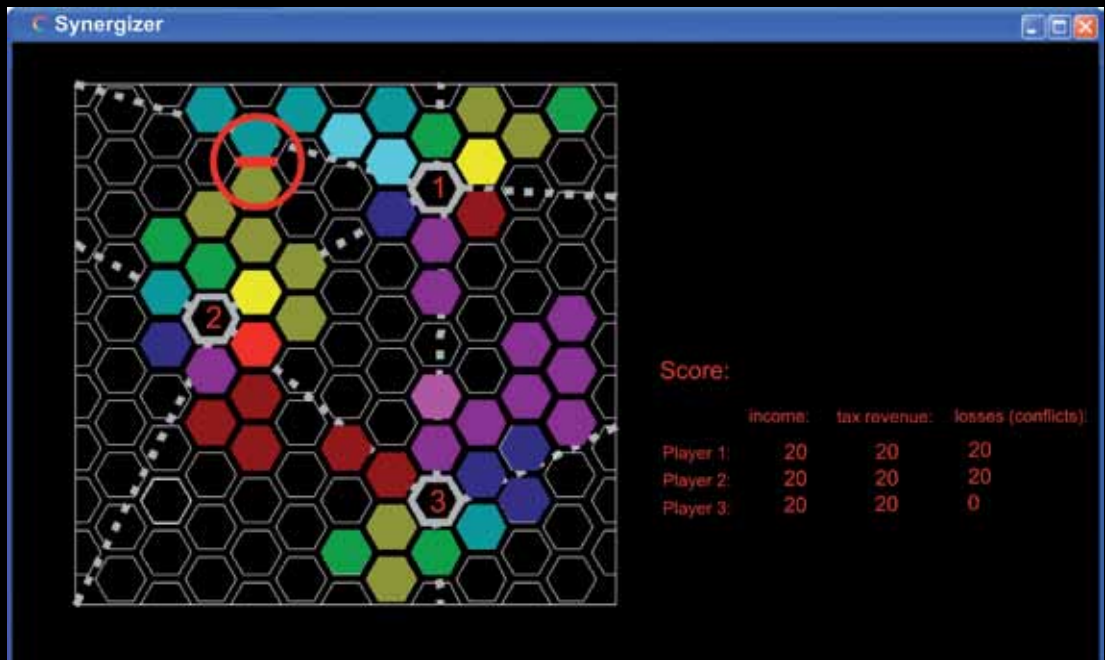 Synergizer
1
2
3
Score:
income: tax revenue: losses (conflicts):
Player 1: 20 20 20
Player 2: 20 20 20
Player 3: 20 20 0